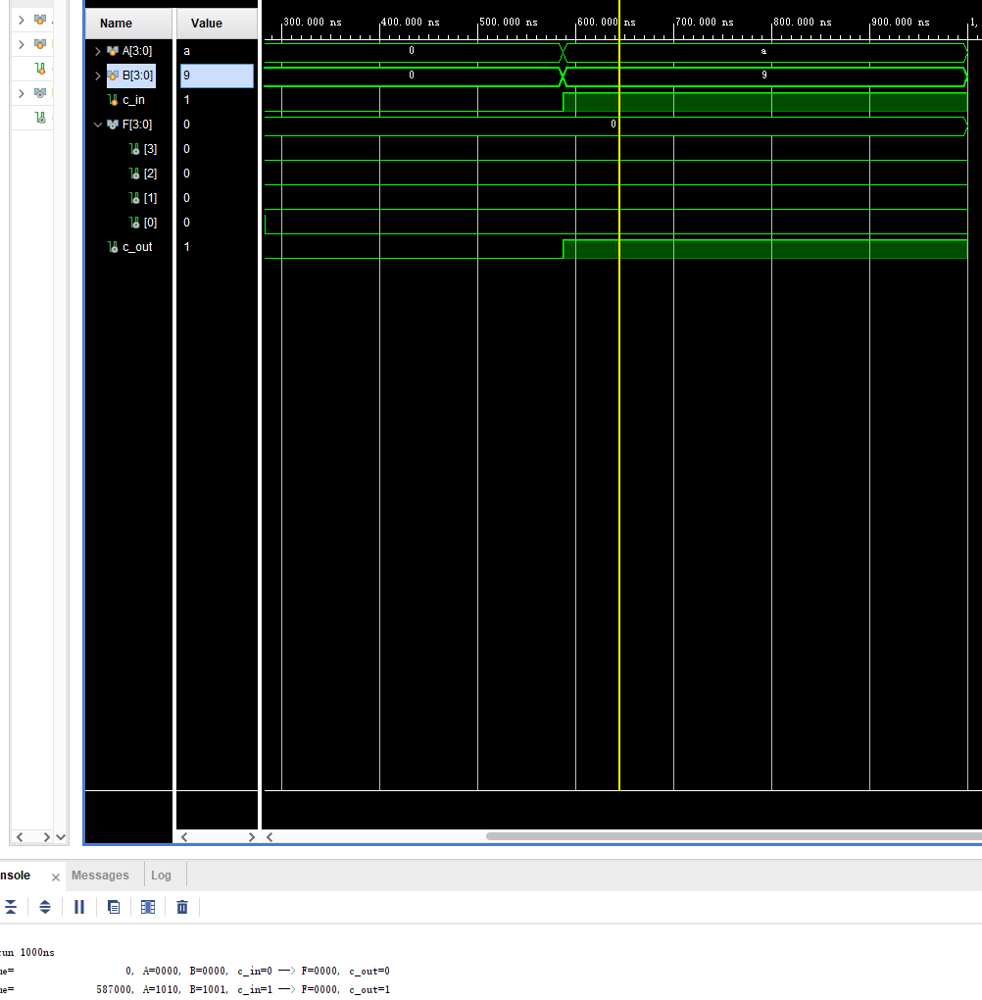 Name Value
300.000 ns 400.000 ns 500.000 ns 600.000 ns 700.000 ns 800.000 ns 900.000 ns 1,
A[3:0] a 0 a
B[3:0] 9 0 9
c_in 1
F[3:0] 0 0
[3] 0
[2] 0
[1] 0
[0] 0
c_out 1
nsole × Messages Log
run 1000ns
me= 0, A=0000, B=0000, c_in=0 --> F=0000, c_out=0
me= 587000, A=1010, B=1001, c_in=1 --> F=0000, c_out=1